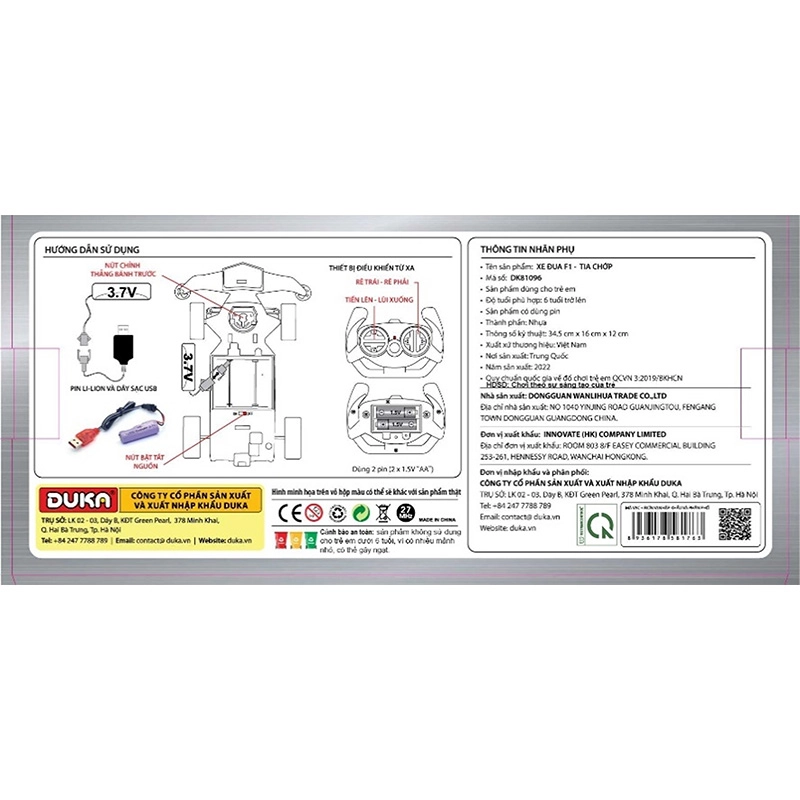 HƯỚNG DẪN SỬ DỤNG
NÚT CHỈNH
THẲNG BÁNH TRƯỚC
3.7V
PIN LI-LION VÀ DÂY SẠC USB
3.7V
NÚT BẬT TẮT
NGUỒN
THIẾT BỊ ĐIỀU KHIỂN TỪ XA
RẼ TRÁI - RẼ PHẢI
TIẾN LÊN - LÙI XUỐNG
1.5V
1.5V
Dùng 2 pin (2 x 1.5V "AA")
DUKA
CÔNG TY CỔ PHẦN SẢN XUẤT
VÀ XUẤT NHẬP KHẨU DUKA
TRỤ SỞ: LK 02 - 03, Dãy B, KĐT Green Pearl, 378 Minh Khai,
Q. Hai Bà Trưng, Tp. Hà Nội
Tel: +84 247 7788 789 | Email: contact@duka.vn | Website: duka.vn
Hình minh họa trên vỏ hộp màu có thể sẽ khác với sản phẩm thật
CE
0-3
27
MHZ
MADE IN CHINA
Cảnh báo an toàn: sản phẩm không sử dụng
cho trẻ em dưới 6 tuổi, vì có nhiều mảnh
nhỏ, có thể gây ngạt.
THÔNG TIN NHÃN PHỤ
• Tên sản phẩm: XE ĐUA F1 - TIA CHỚP
• Mã số: DK81096
• Sản phẩm dùng cho trẻ em
• Độ tuổi phù hợp: 6 tuổi trở lên
• Sản phẩm có dùng pin
• Thành phần: Nhựa
• Thông số kỹ thuật: 34.5 cm x 16 cm x 12 cm
• Xuất xứ thương hiệu: Việt Nam
• Nơi sản xuất: Trung Quốc
• Năm sản xuất: 2022
• Quy chuẩn quốc gia về đồ chơi trẻ em QCVN 3:2019/BKHCN
HDSD: Chơi theo sự sáng tạo của trẻ
Nhà sản xuất: DONGGUAN WANLIHUA TRADE CO.,LTD
Địa chỉ nhà sản xuất: NO 1040 YINJING ROAD GUANJINGTOU, FENGANG
TOWN DONGGUAN GUANGDONG CHINA.
Đơn vị xuất khẩu: INNOVATE (HK) COMPANY LIMITED
Địa chỉ đơn vị xuất khẩu: ROOM 803 8/F EASEY COMMERCIAL BUILDING
253-261, HENNESSY ROAD, WANCHAI HONGKONG.
Đơn vị nhập khẩu và phân phối:
CÔNG TY CỔ PHẦN SẢN XUẤT VÀ XUẤT NHẬP KHẨU DUKA
TRỤ SỞ: LK 02 - 03, Dãy B, KĐT Green Pearl, 378 Minh Khai, Q. Hai Bà Trưng, Tp. Hà Nội
Tel: +84 247 7788 789
Email: contact@duka.vn
Website: duka.vn
8 936178 581763